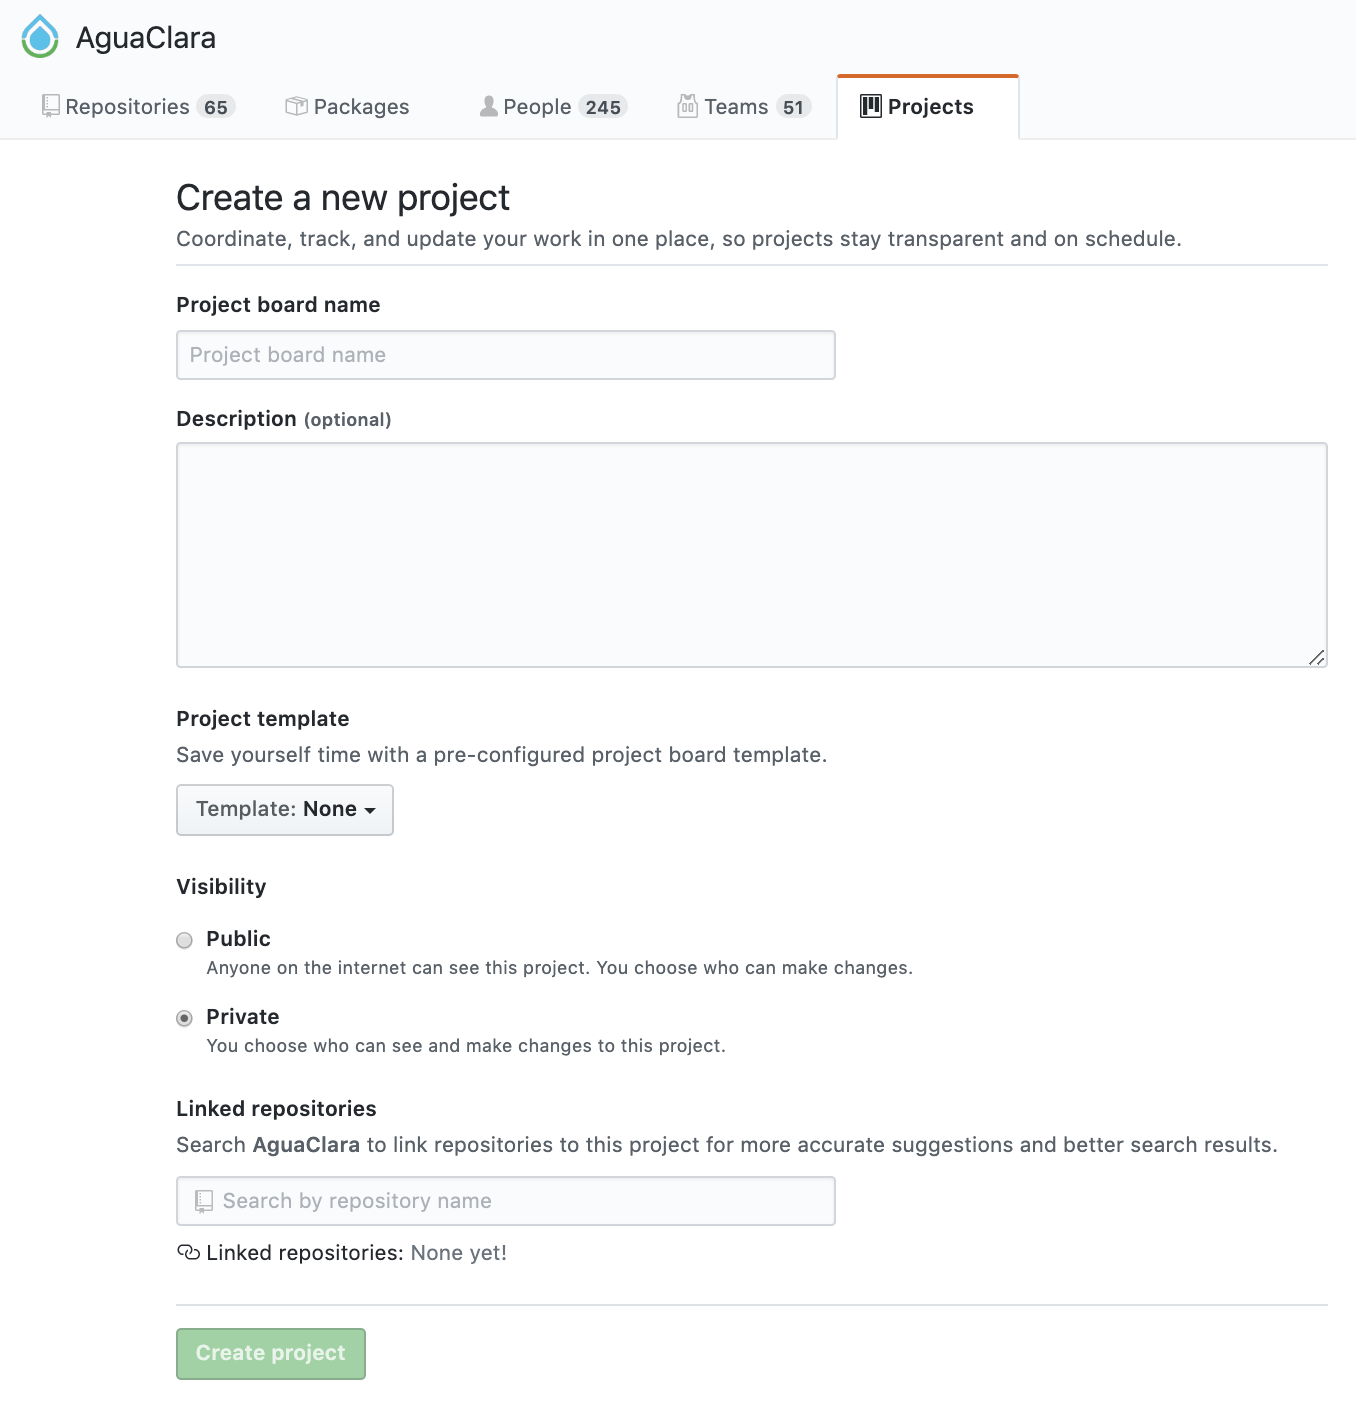 AguaClara
Repositories 65 Packages People 245 Teams 51 Projects
Create a new project
Coordinate, track, and update your work in one place, so projects stay transparent and on schedule.
Project board name
Project board name
Description (optional)
Project template
Save yourself time with a pre-configured project board template.
Template: None
Visibility
Public
Anyone on the internet can see this project. You choose who can make changes.
Private
You choose who can see and make changes to this project.
Linked repositories
Search AguaClara to link repositories to this project for more accurate suggestions and better search results.
Search by repository name
Linked repositories: None yet!
Create project